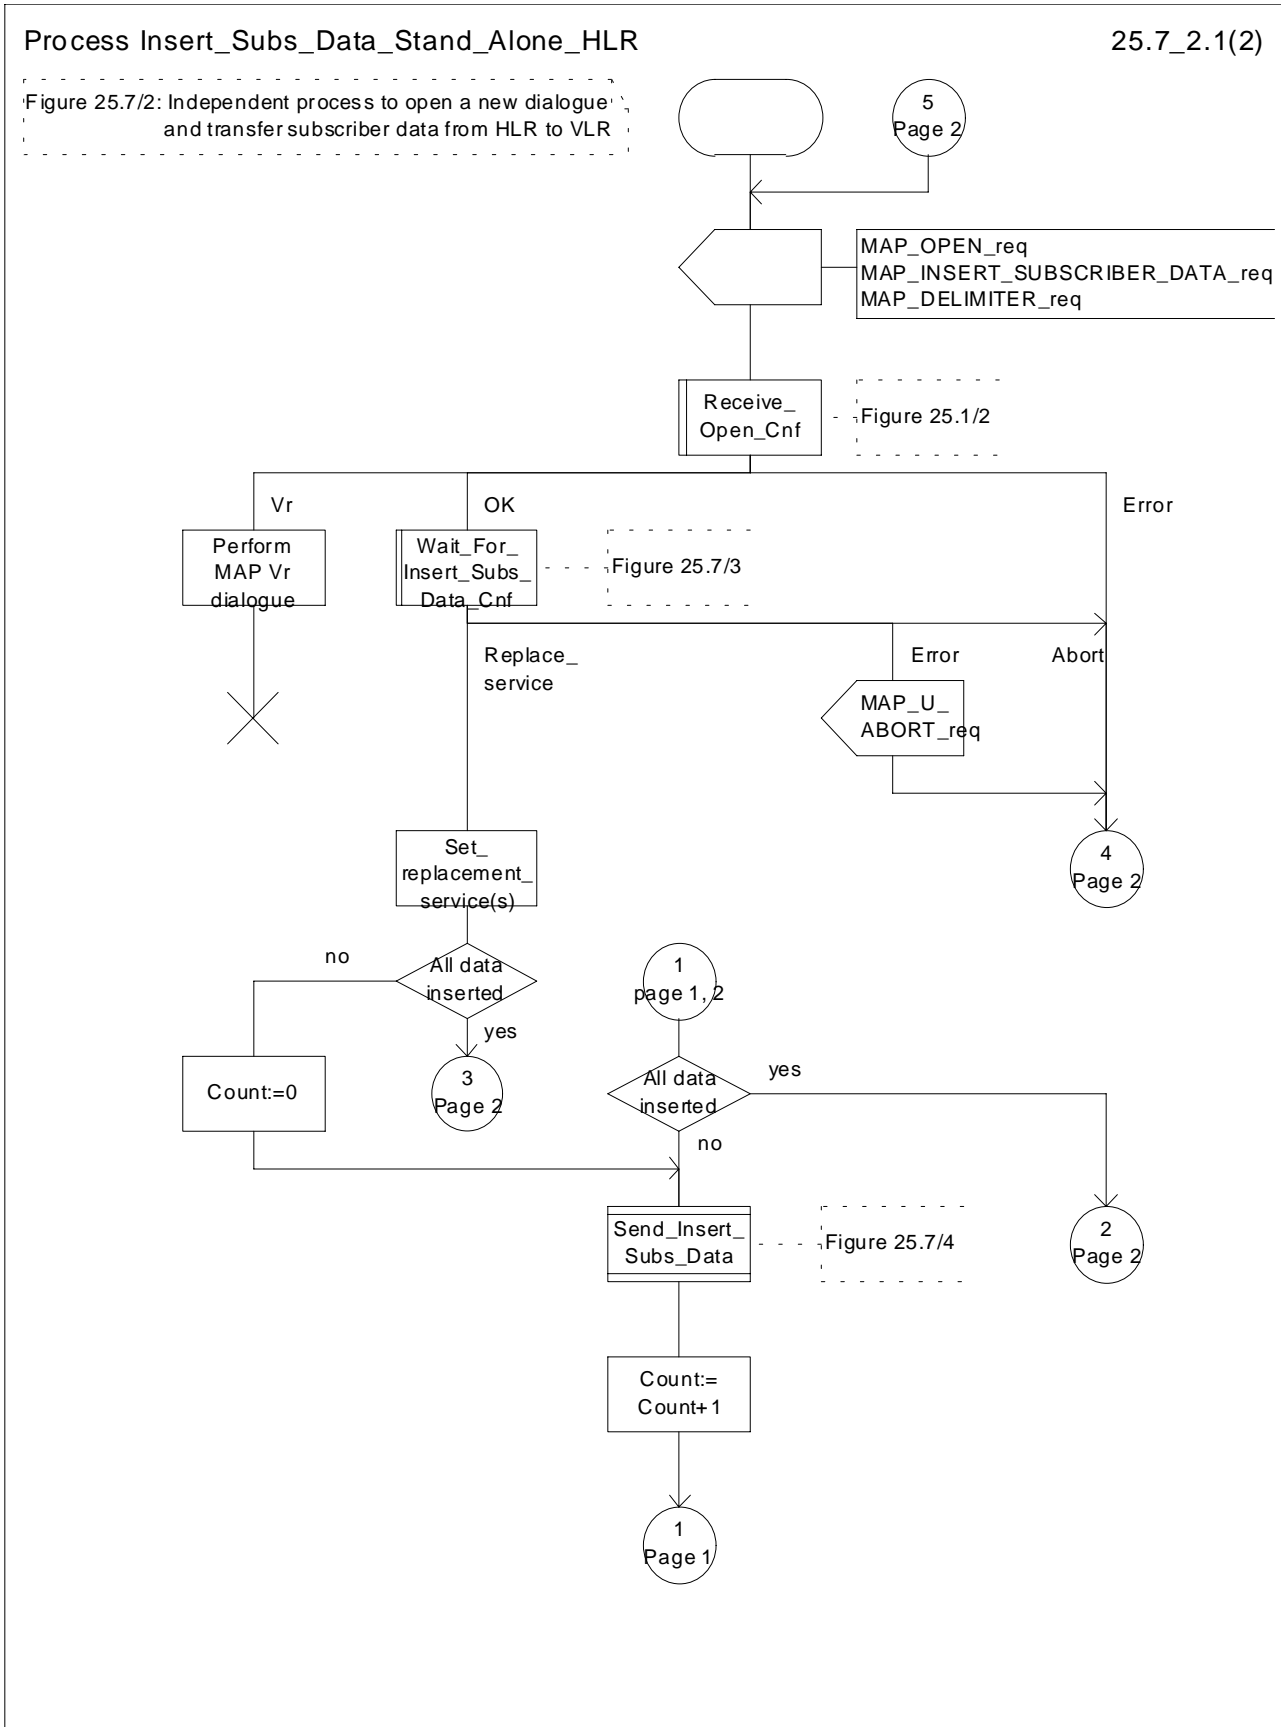 Process Insert_Subs_Data_Stand_Alone_HLR
25.7_2.1(2)
Figure 25.7/2: Independent process to open a new dialogue
and transfer subscriber data from HLR to VLR
5
Page 2
MAP_OPEN_req
MAP_INSERT_SUBSCRIBER_DATA_req
MAP_DELIMITER_req
Receive_
Open_Cnf
Figure 25.1/2
Vr
OK
Error
Perform
MAP Vr
dialogue
Wait_For_
Insert_Subs_
Data_Cnf
Figure 25.7/3
Replace_
service
Error
Abort
MAP_U_
ABORT_req
Set_
replacement_
service(s)
4
Page 2
no
All data
inserted
yes
1
page 1, 2
Count:=0
3
Page 2
All data
inserted
yes
no
Send_Insert_
Subs_Data
Figure 25.7/4
2
Page 2
Count:=
Count+1
1
Page 1